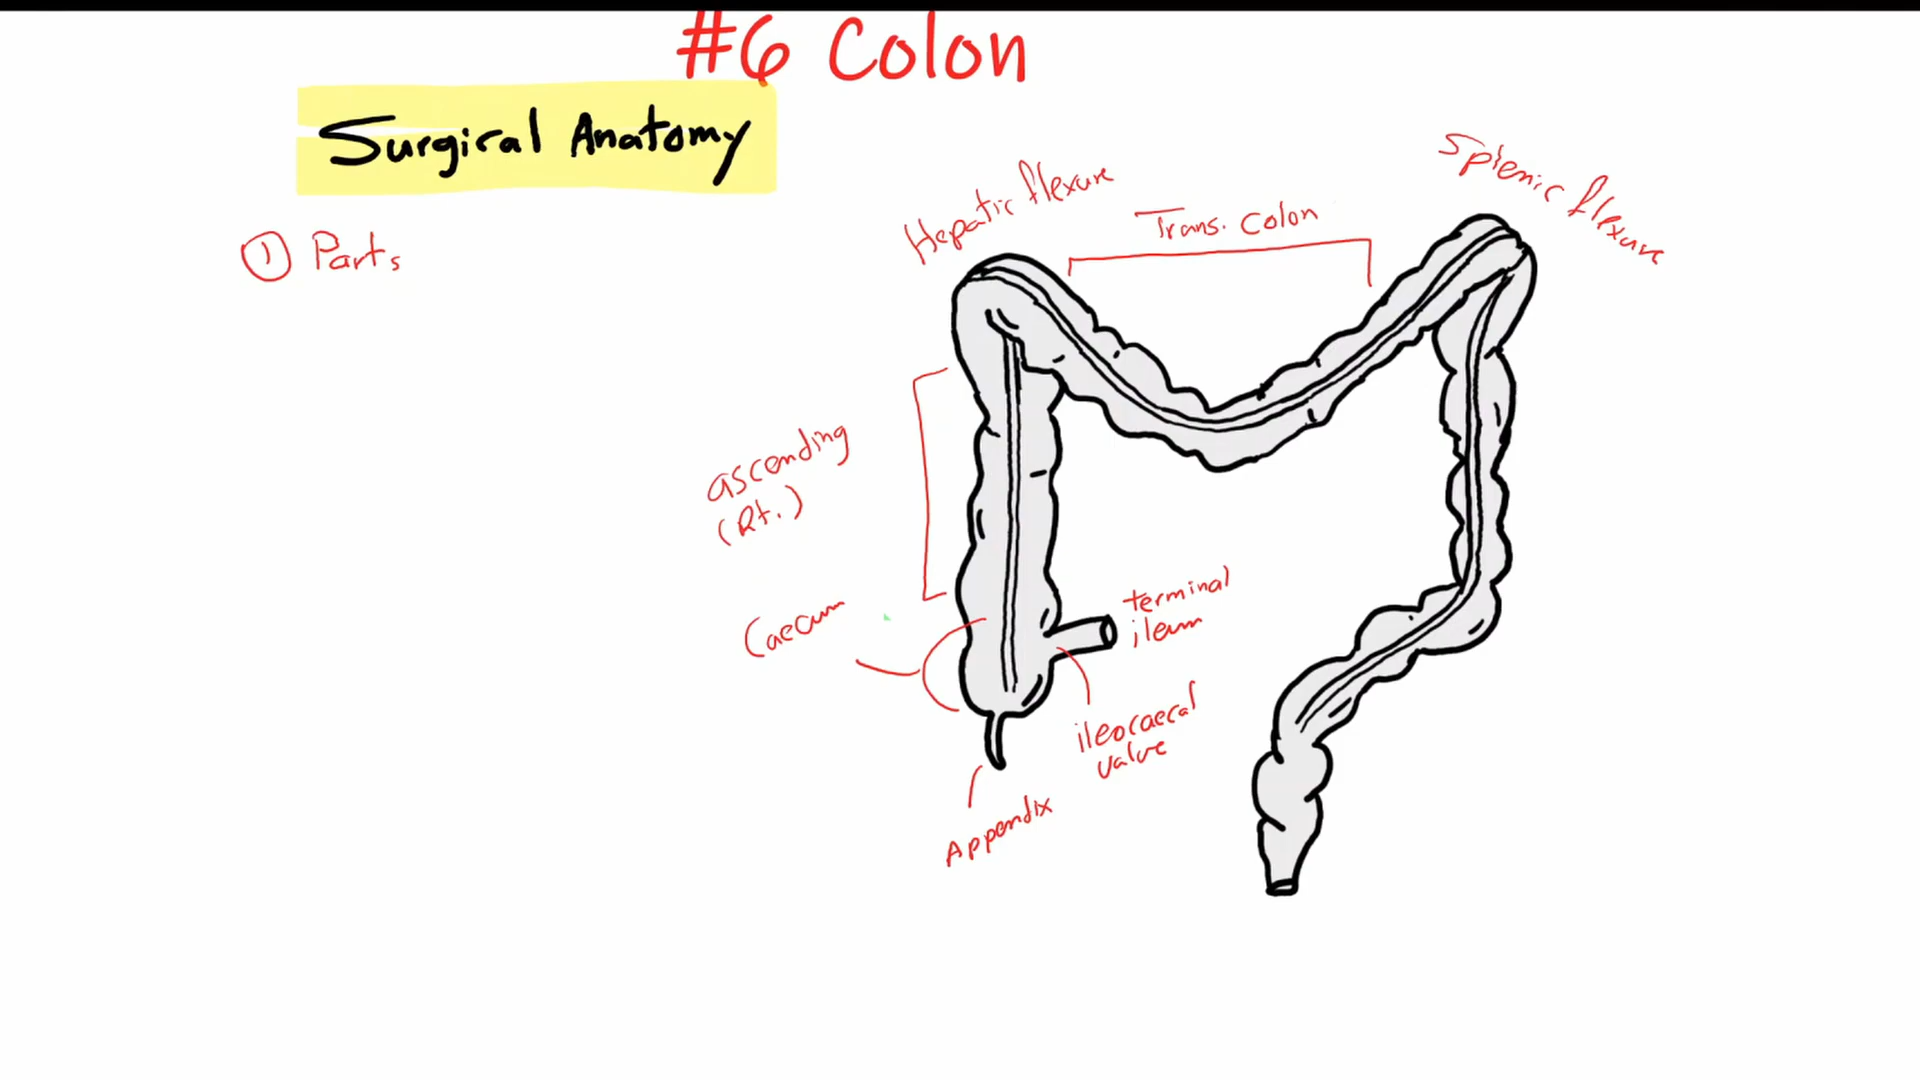 #6 Colon
Surgical Anatomy
① Parts
Hepatic flexure
Trans. colon
Splenic flexure
ascending
(Rt.)
Caecum
terminal
ileum
ileocaecal
valve
Appendix